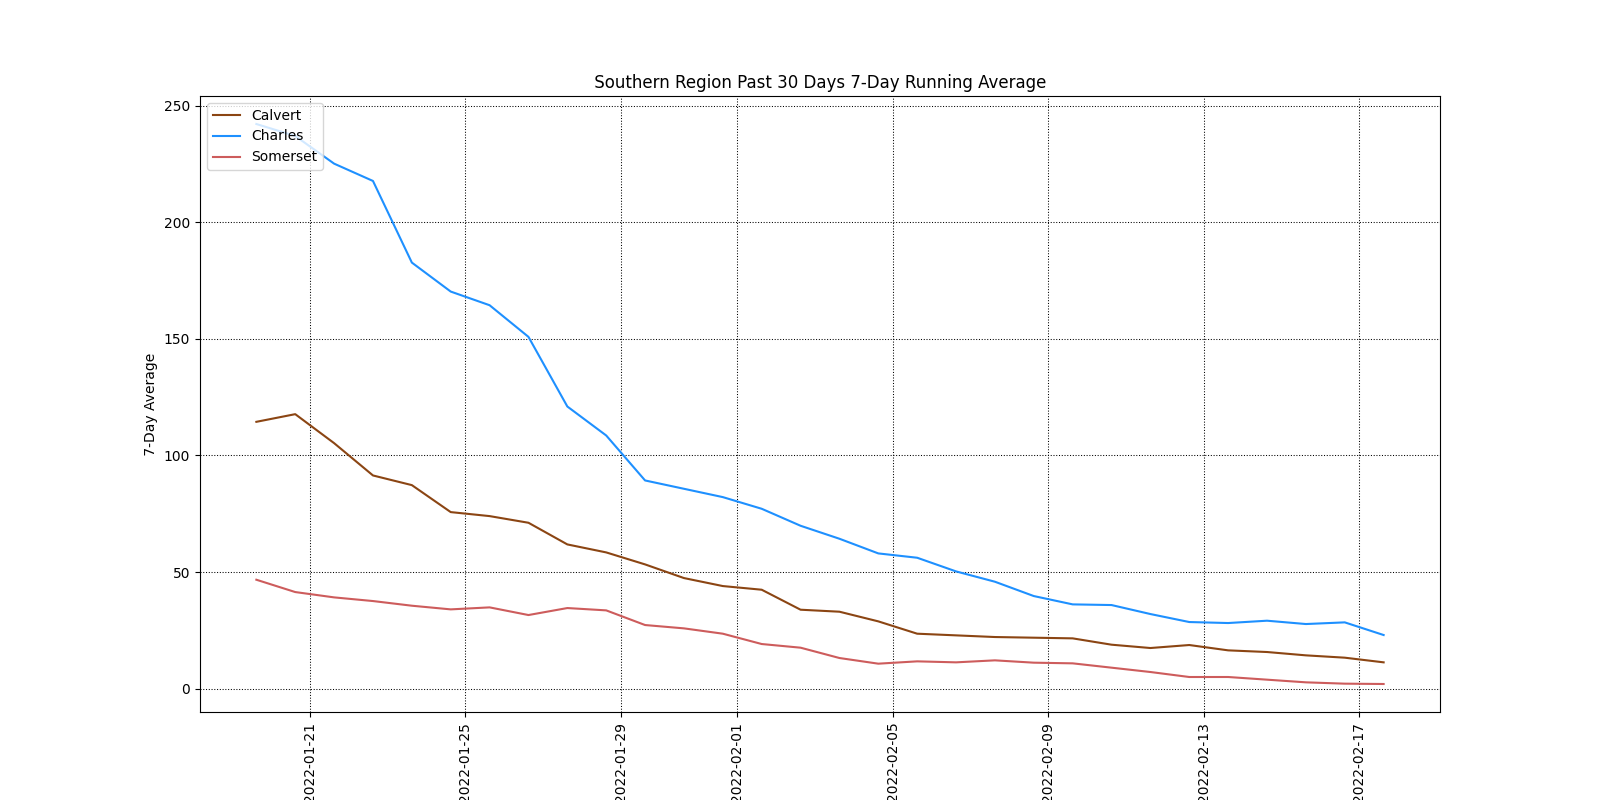 Southern Region Past 30 Days 7-Day Running Average
250
200
150
100
50
0
7-Day Average
Calvert
Charles
Somerset
2022-01-21
2022-01-25
2022-01-29
2022-02-01
2022-02-05
2022-02-09
2022-02-13
2022-02-17